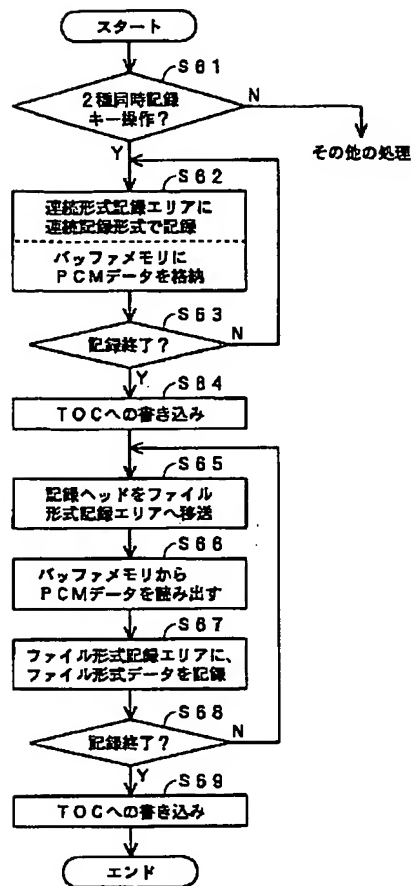 スタート
S61
2種同時記録
キー操作?
N
Y
その他の処理
S62
連続形式記録エリアに
連続記録形式で記録
バッファメモリに
PCMデータを格納
S63
記録終了?
N
Y
S64
TOCへの書き込み
S65
記録ヘッドをファイル
形式記録エリアへ移送
S66
バッファメモリから
PCMデータを読み出す
S67
ファイル形式記録エリアに、
ファイル形式データを記録
S68
記録終了?
N
Y
S69
TOCへの書き込み
エンド